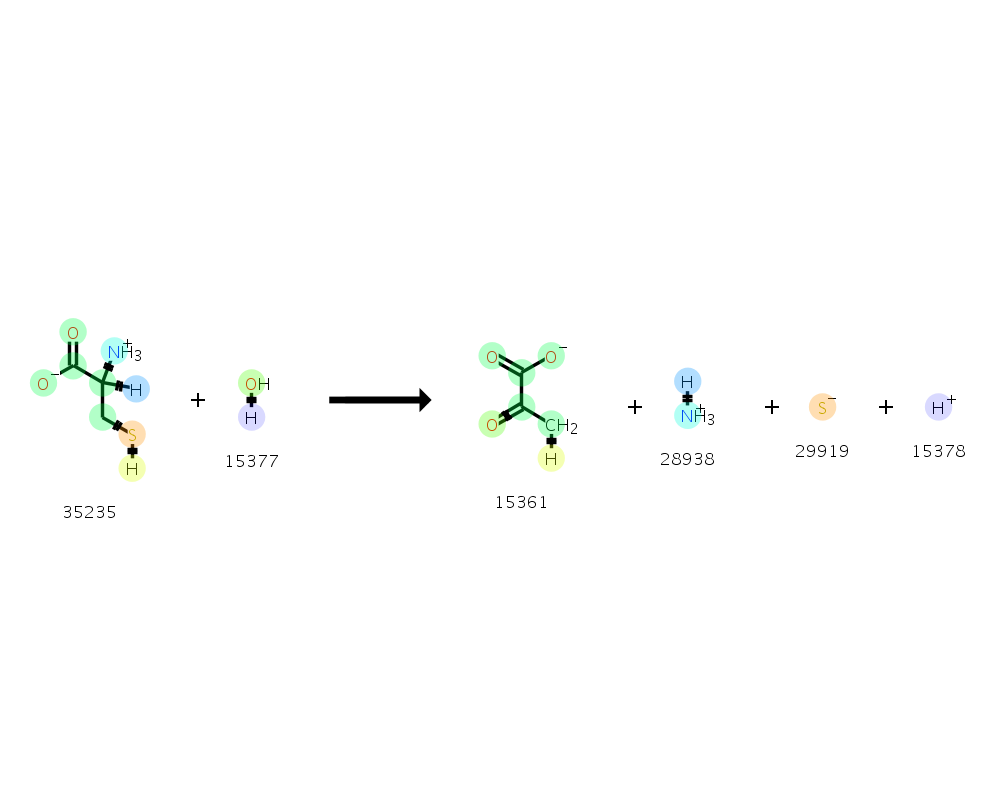 O
NH3+
O−
H
S
H
35235
+
OH
H
15377
O
O−
O
CH2
H
15361
+
H
NH3+
28938
+
S−
29919
+
H+
15378